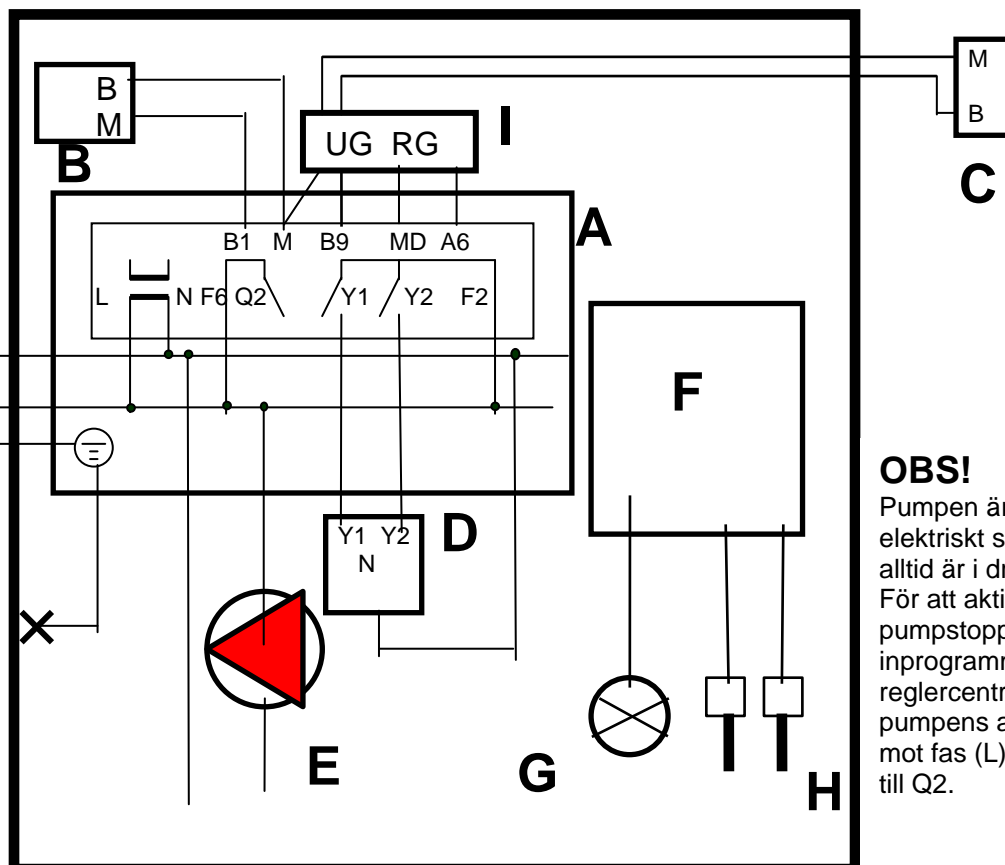 M
B
B
M
I
UG RG
B
C
B1 M B9 MD A6
A
L N F6 Q2 Y1 Y2 F2
F
OBS!
Pumpen är
elektriskt s
alltid är i dr
För att akti
pumpstopp
inprogram
reglercentr
pumpens a
mot fas (L)
till Q2.
Y1 Y2
N
D
E
G
H